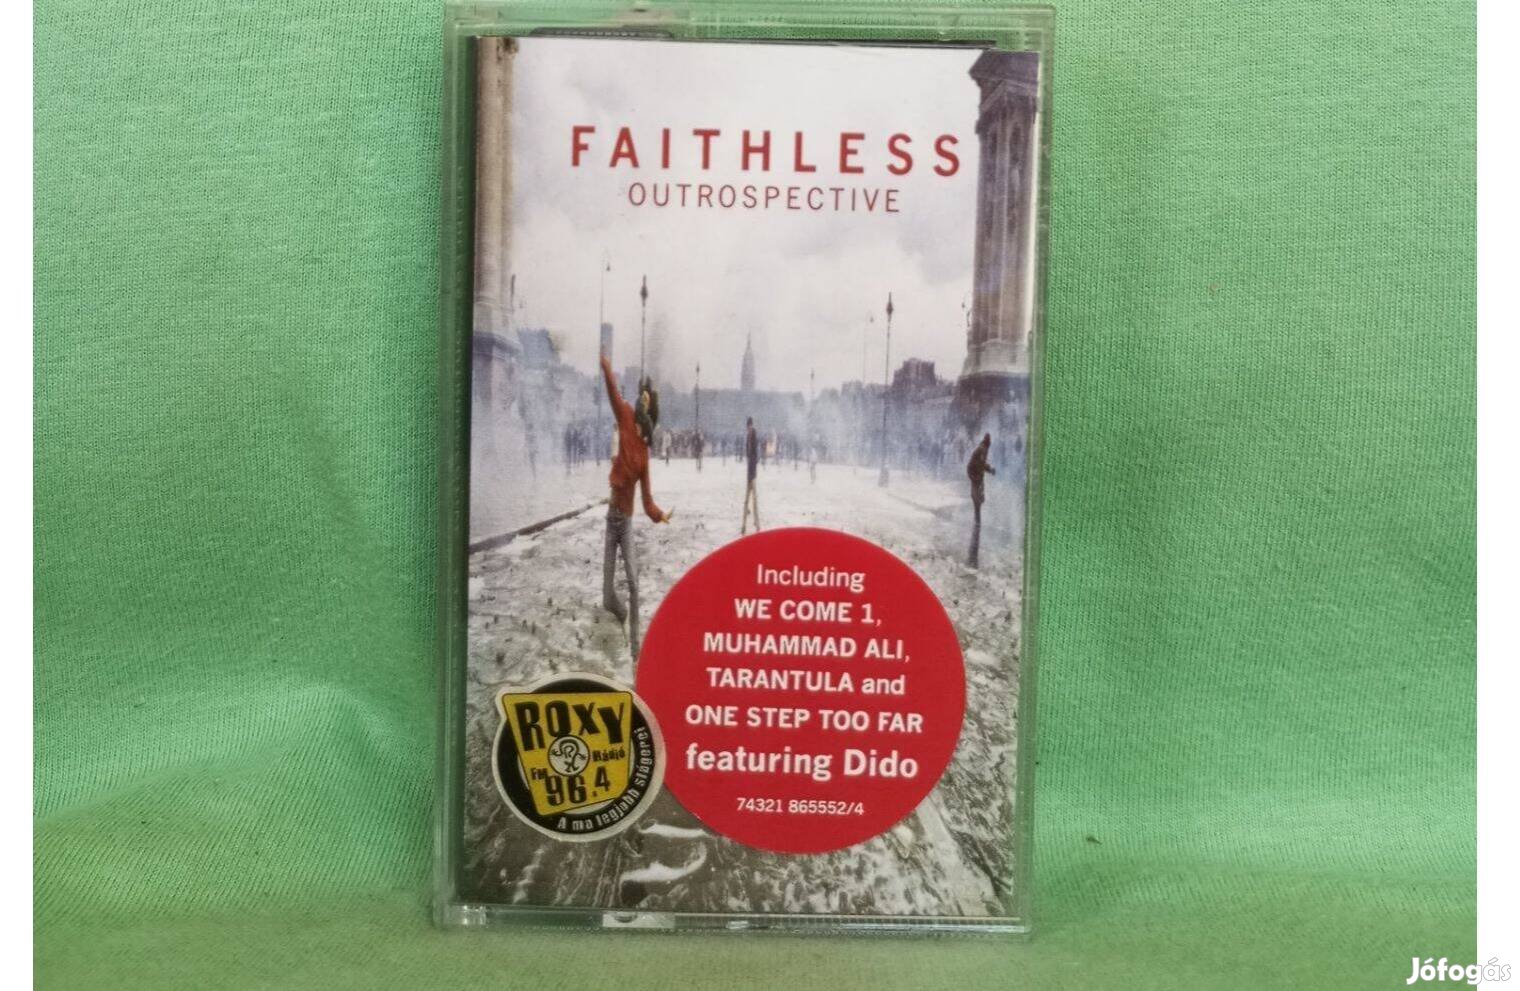 FAITHLESS
OUTROSPECTIVE
Including
WE COME 1,
MUHAMMAD ALI,
TARANTULA and
ONE STEP TOO FAR
featuring Dido
74321 865552/4
ROXY
Rádió
FM
96.4
A ma legjobb slágerei
Jófogás